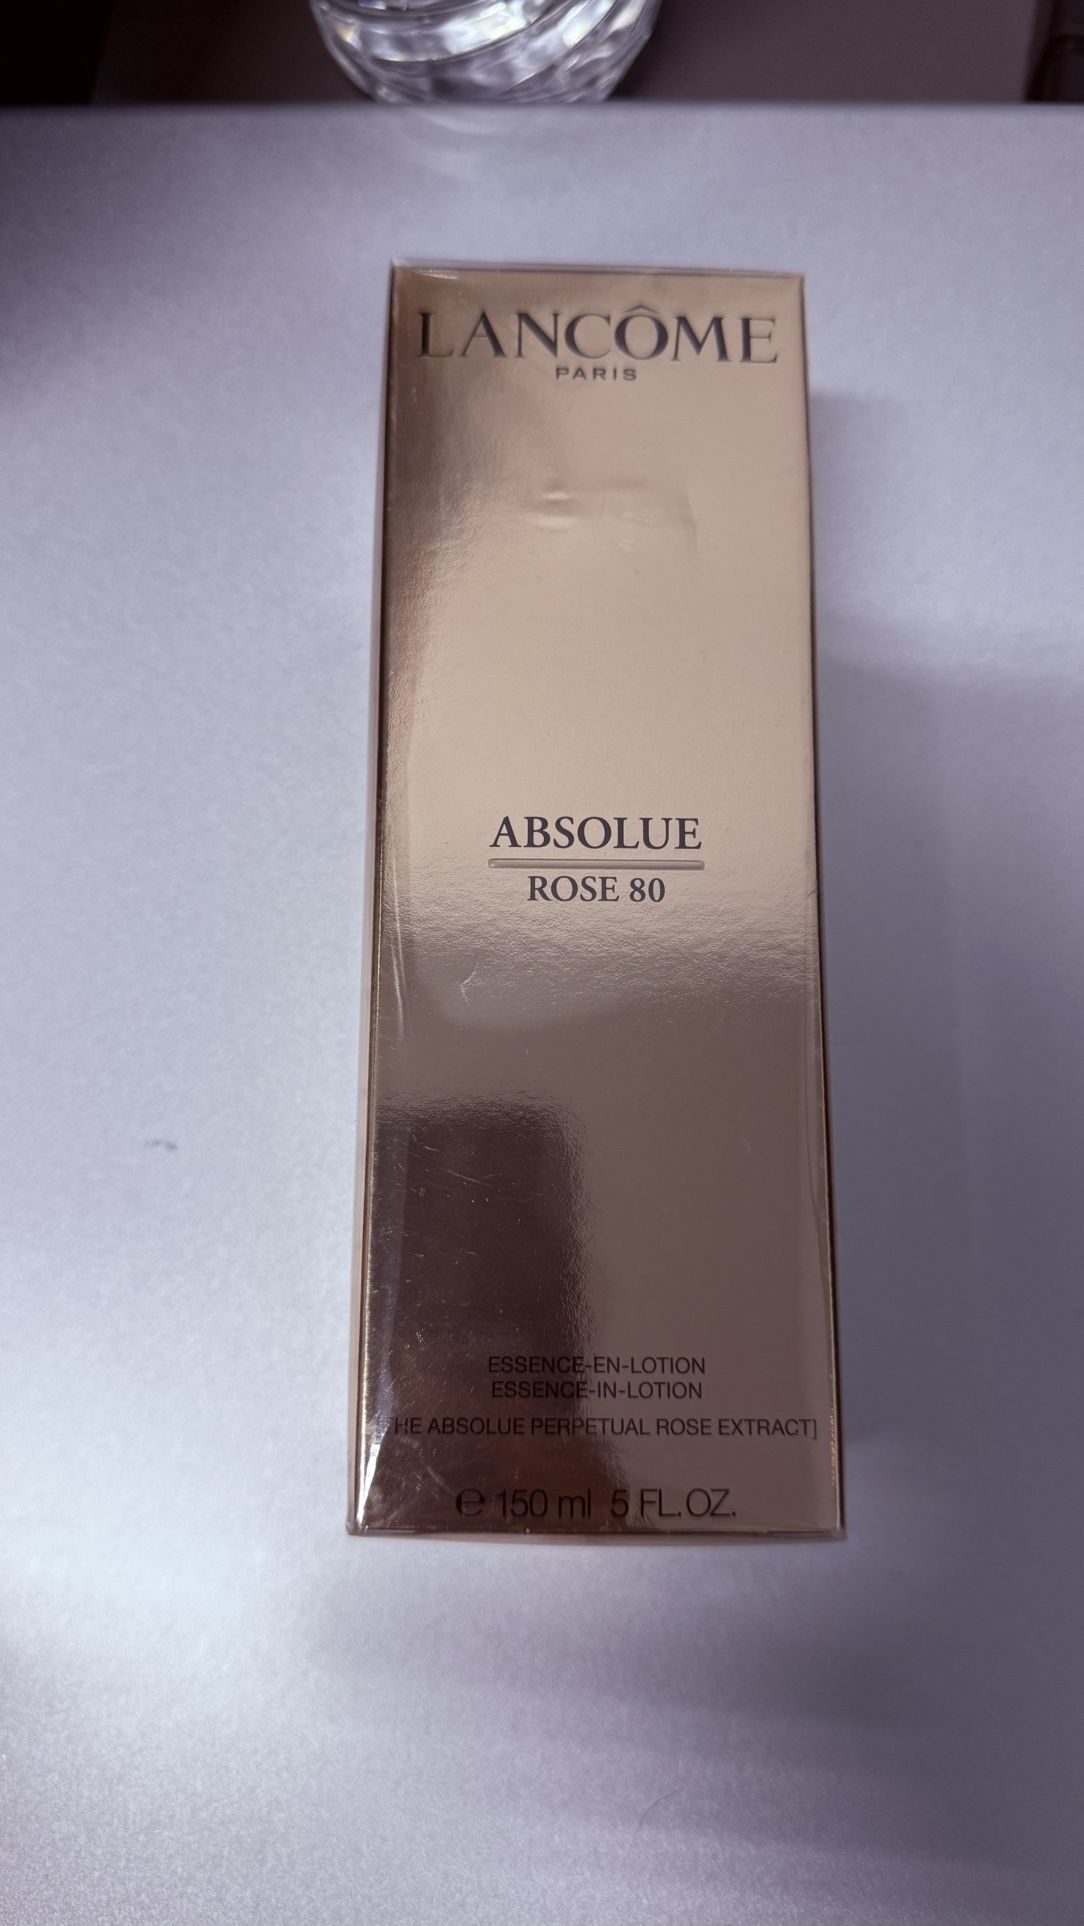 LANCÔME
PARIS
ABSOLUE
ROSE 80
ESSENCE-EN-LOTION
ESSENCE-IN-LOTION
HE ABSOLUE PERPETUAL ROSE EXTRACT]
℮ 150 ml 5 FL.OZ.